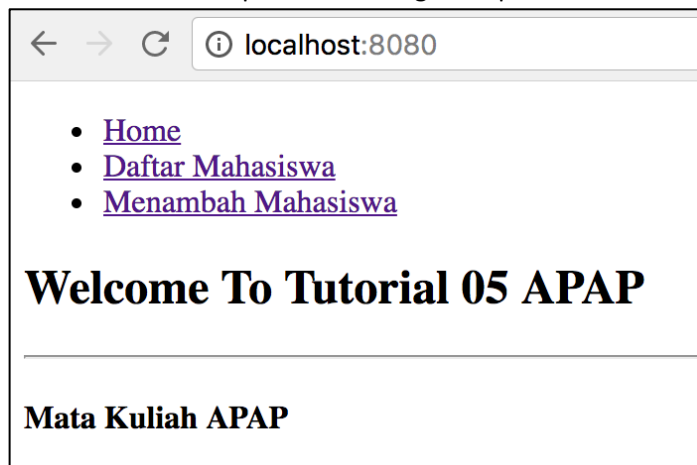 localhost:8080
Home
Daftar Mahasiswa
Menambah Mahasiswa
Welcome To Tutorial 05 APAP
Mata Kuliah APAP